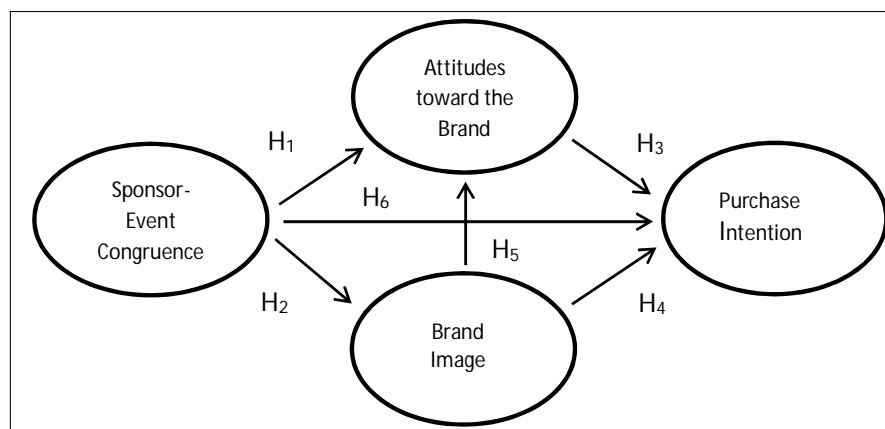 Attitudes
toward the
Brand
H1
H3
Sponsor-
Event
Congruence
H6
Purchase
Intention
H5
H2
H4
Brand
Image